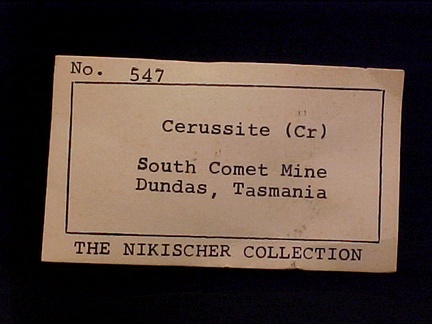 No. 547
Cerussite (Cr)
South Comet Mine
Dundas, Tasmania
THE NIKISCHER COLLECTION